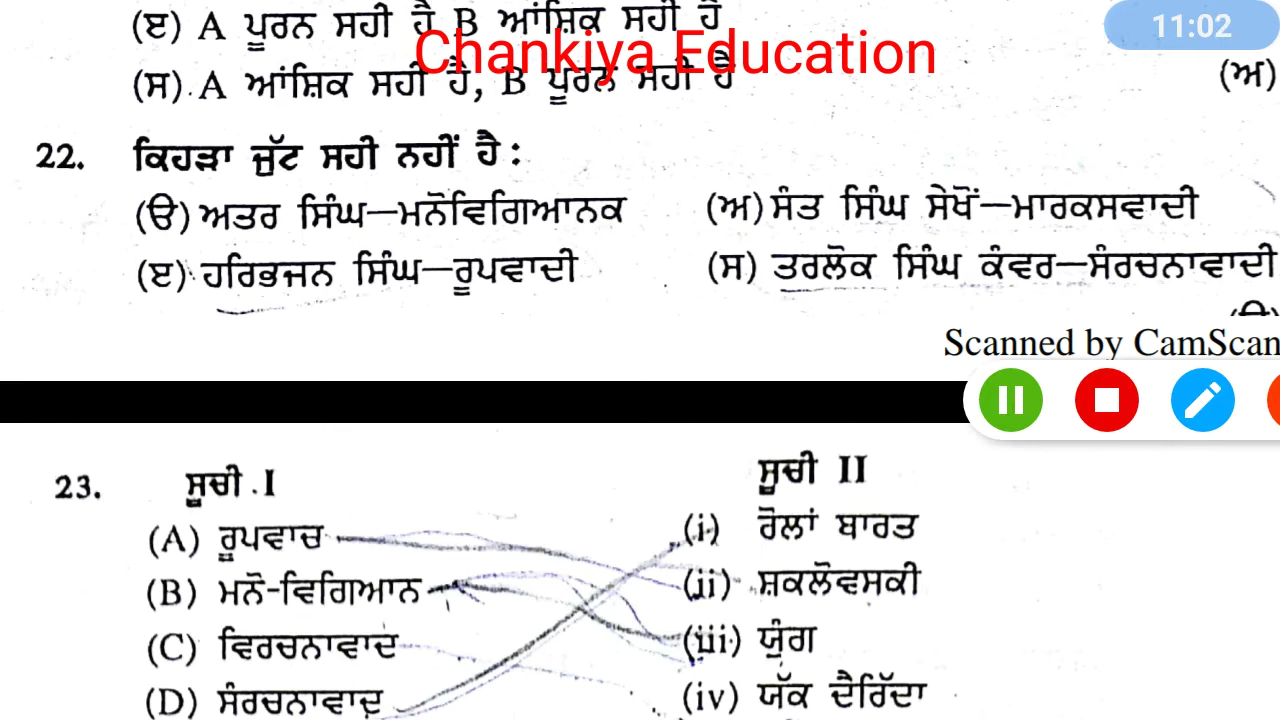 (ੲ) A ਪੂਰਨ ਸਹੀ ਹੈ B ਆਂਸ਼ਿਕ ਸਹੀ ਹੈ
11:02
Chankiya Education
(ਸ) A ਆਂਸ਼ਿਕ ਸਹੀ ਹੈ, B ਪੂਰਨ ਸਹੀ ਹੈ (ਅ)
22. ਕਿਹੜਾ ਜੁੱਟ ਸਹੀ ਨਹੀਂ ਹੈ :
(ੳ) ਅਤਰ ਸਿੰਘ—ਮਨੋਵਿਗਿਆਨਕ (ਅ) ਸੰਤ ਸਿੰਘ ਸੇਖੋਂ—ਮਾਰਕਸਵਾਦੀ
(ੲ) ਹਰਿਭਜਨ ਸਿੰਘ—ਰੂਪਵਾਦੀ (ਸ) ਤਰਲੋਕ ਸਿੰਘ ਕੰਵਰ—ਸੰਰਚਨਾਵਾਦੀ
Scanned by CamScan
23. ਸੂਚੀ I ਸੂਚੀ II
(A) ਰੂਪਵਾਦ (i) ਰੋਲਾਂ ਬਾਰਤ
(B) ਮਨੋ-ਵਿਗਿਆਨ (ii) ਸ਼ਕਲੋਵਸਕੀ
(C) ਵਿਰਚਨਾਵਾਦ (iii) ਯੁੰਗ
(D) ਸੰਰਚਨਾਵਾਦ (iv) ਯੱਕ ਦੈਰਿੱਦਾ